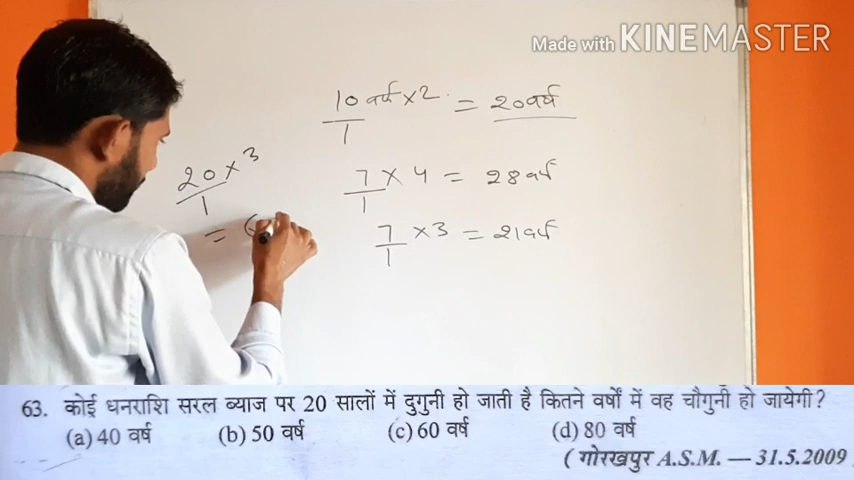 Made with KINEMASTER
10 वर्ष × 2 = 20 वर्ष
1
20 × 3
1
=
7 × 4 = 28 वर्ष
1
7 × 3 = 21 वर्ष
1
63. कोई धनराशि सरल ब्याज पर 20 सालों में दुगुनी हो जाती है कितने वर्षों में वह चौगुनी हो जायेगी?
(a) 40 वर्ष (b) 50 वर्ष (c) 60 वर्ष (d) 80 वर्ष
(गोरखपुर A.S.M. — 31.5.2009